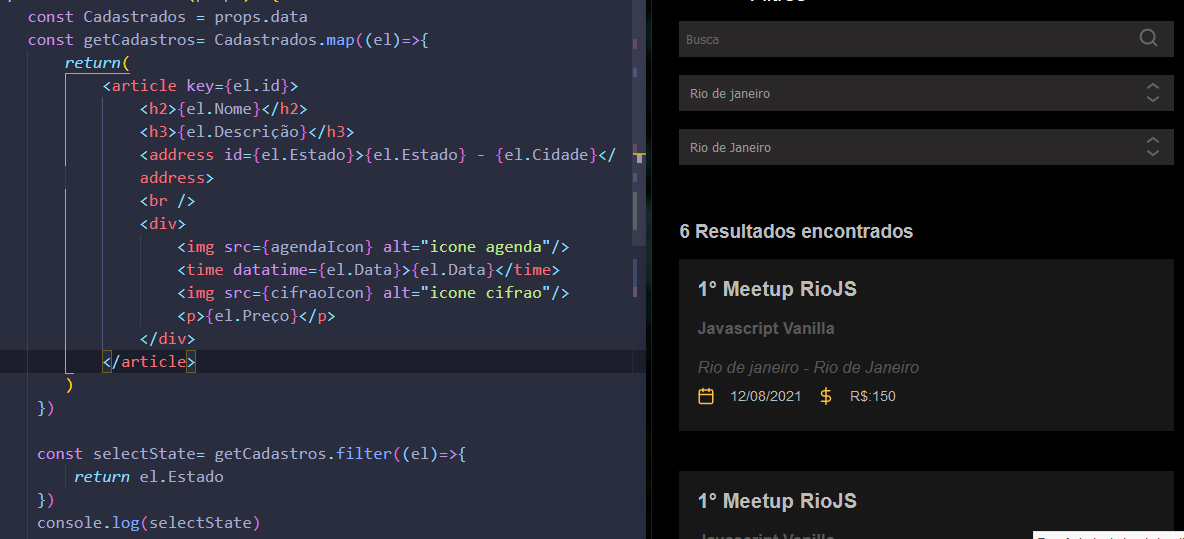 const Cadastrados = props.data
const getCadastros= Cadastrados.map((el)=>{
return(
<article key={el.id}>
<h2>{el.Nome}</h2>
<h3>{el.Descrição}</h3>
<address id={el.Estado}>{el.Estado} - {el.Cidade}</
address>
<br />
<div>
<img src={agendaIcon} alt="icone agenda"/>
<time datatime={el.Data}>{el.Data}</time>
<img src={cifraoIcon} alt="icone cifrao"/>
<p>{el.Preço}</p>
</div>
</article>
)
})
const selectState= getCadastros.filter((el)=>{
return el.Estado
})
console.log(selectState)
Busca
Rio de janeiro
Rio de Janeiro
6 Resultados encontrados
1° Meetup RioJS
Javascript Vanilla
Rio de janeiro - Rio de Janeiro
12/08/2021 R$:150
1° Meetup RioJS
Javascript Vanilla